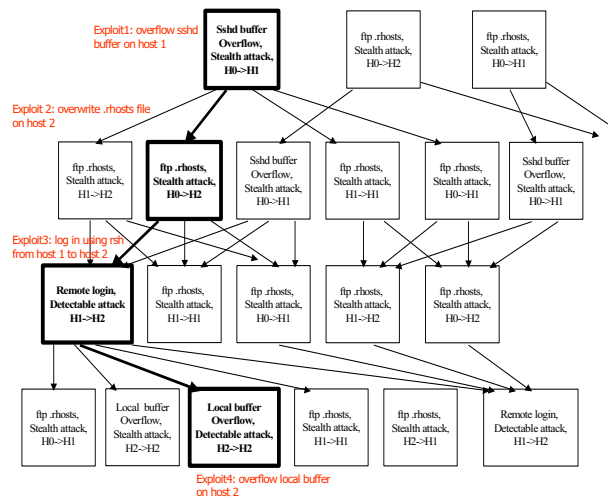 Exploit1: overflow sshd
buffer on host 1
Sshd buffer
Overflow,
Stealth attack,
H0->H1
ftp .rhosts,
Stealth attack,
H0->H2
ftp .rhosts,
Stealth attack,
H0->H1
Exploit 2: overwrite .rhosts file
on host 2
ftp .rhosts,
Stealth attack,
H1->H2
ftp .rhosts,
Stealth attack,
H0->H2
Sshd buffer
Overflow,
Stealth attack,
H0->H1
ftp .rhosts,
Stealth attack,
H1->H1
ftp .rhosts,
Stealth attack,
H0->H1
Sshd buffer
Overflow,
Stealth attack,
H0->H1
Exploit3: log in using rsh
from host 1 to host 2
Remote login,
Detectable attack
H1->H2
ftp .rhosts,
Stealth attack,
H1->H1
ftp .rhosts,
Stealth attack,
H0->H1
ftp .rhosts,
Stealth attack,
H1->H2
ftp .rhosts,
Stealth attack,
H0->H2
ftp .rhosts,
Stealth attack,
H0->H1
Local buffer
Overflow,
Stealth attack,
H2->H2
Local buffer
Overflow,
Detectable attack,
H2->H2
ftp .rhosts,
Stealth attack,
H1->H1
ftp .rhosts,
Stealth attack,
H2->H1
Remote login,
Detectable attack,
H1->H2
Exploit4: overflow local buffer
on host 2